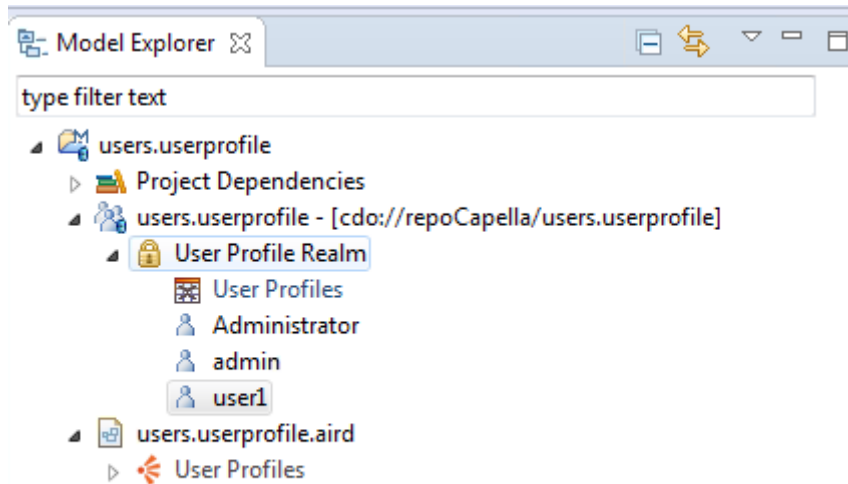 Model Explorer
type filter text
users.userprofile
Project Dependencies
users.userprofile - [cdo://repoCapella/users.userprofile]
User Profile Realm
User Profiles
Administrator
admin
user1
users.userprofile.aird
User Profiles